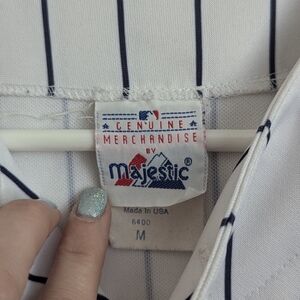 GENUINE
MERCHANDISE
BY
Majestic®
Made In USA
6400
M